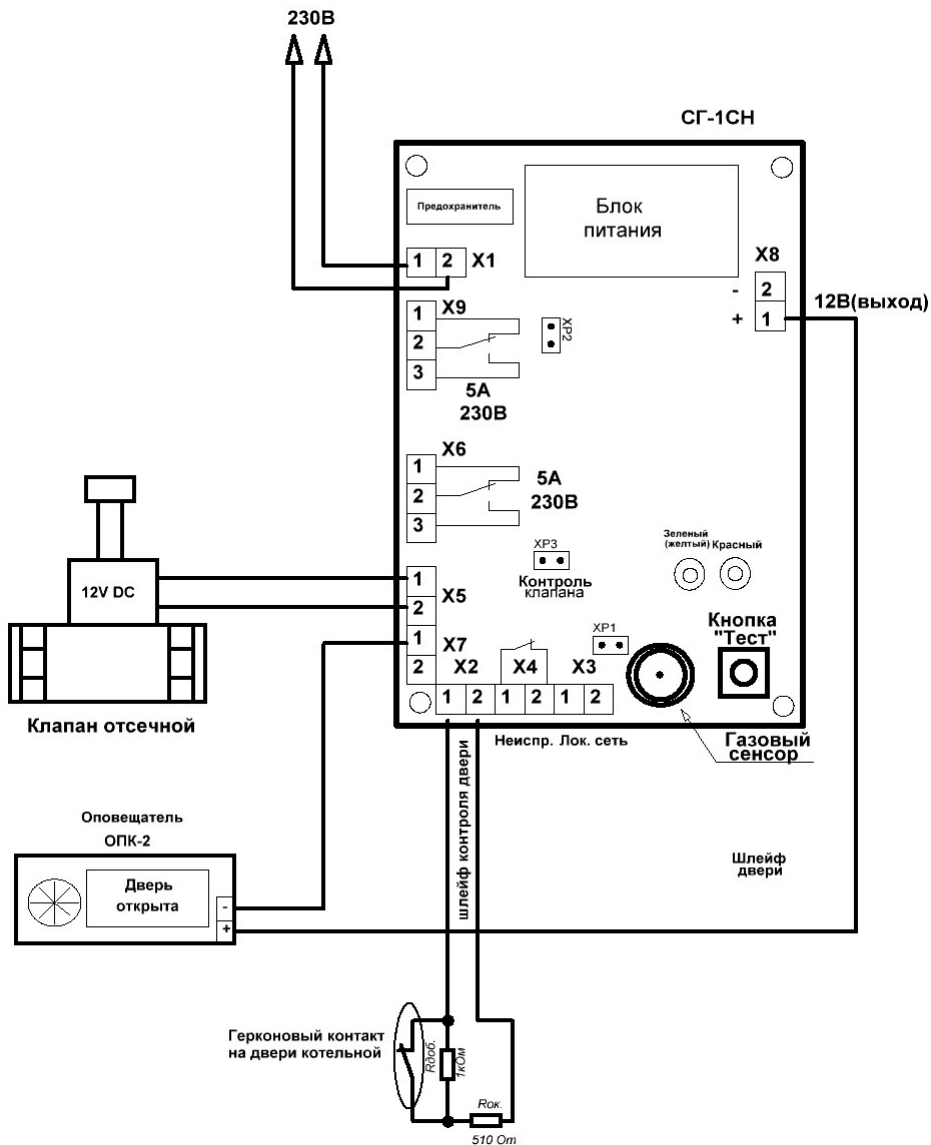 230В
СГ-1СН
Предохранитель
Блок
питания
1 2 X1
X8
- 2
+ 1
12В(выход)
X9
1
2
3
XP2
5А
230В
X6
1
2
3
5А
230В
XP3
Контроль
клапана
Зеленый
(желтый) Красный
12V DC
1
2
X5
1
2
X7
Кнопка
"Тест"
XP1
X2 X4 X3
1 2 1 2 1 2
Клапан отсечной
Неиспр. Лок. сеть
Газовый
сенсор
шлейф контроля двери
Оповещатель
ОПК-2
Дверь
открыта
-
+
Шлейф
двери
Герконовый контакт
на двери котельной
Rдоб.
1кОм
Rок.
510 От